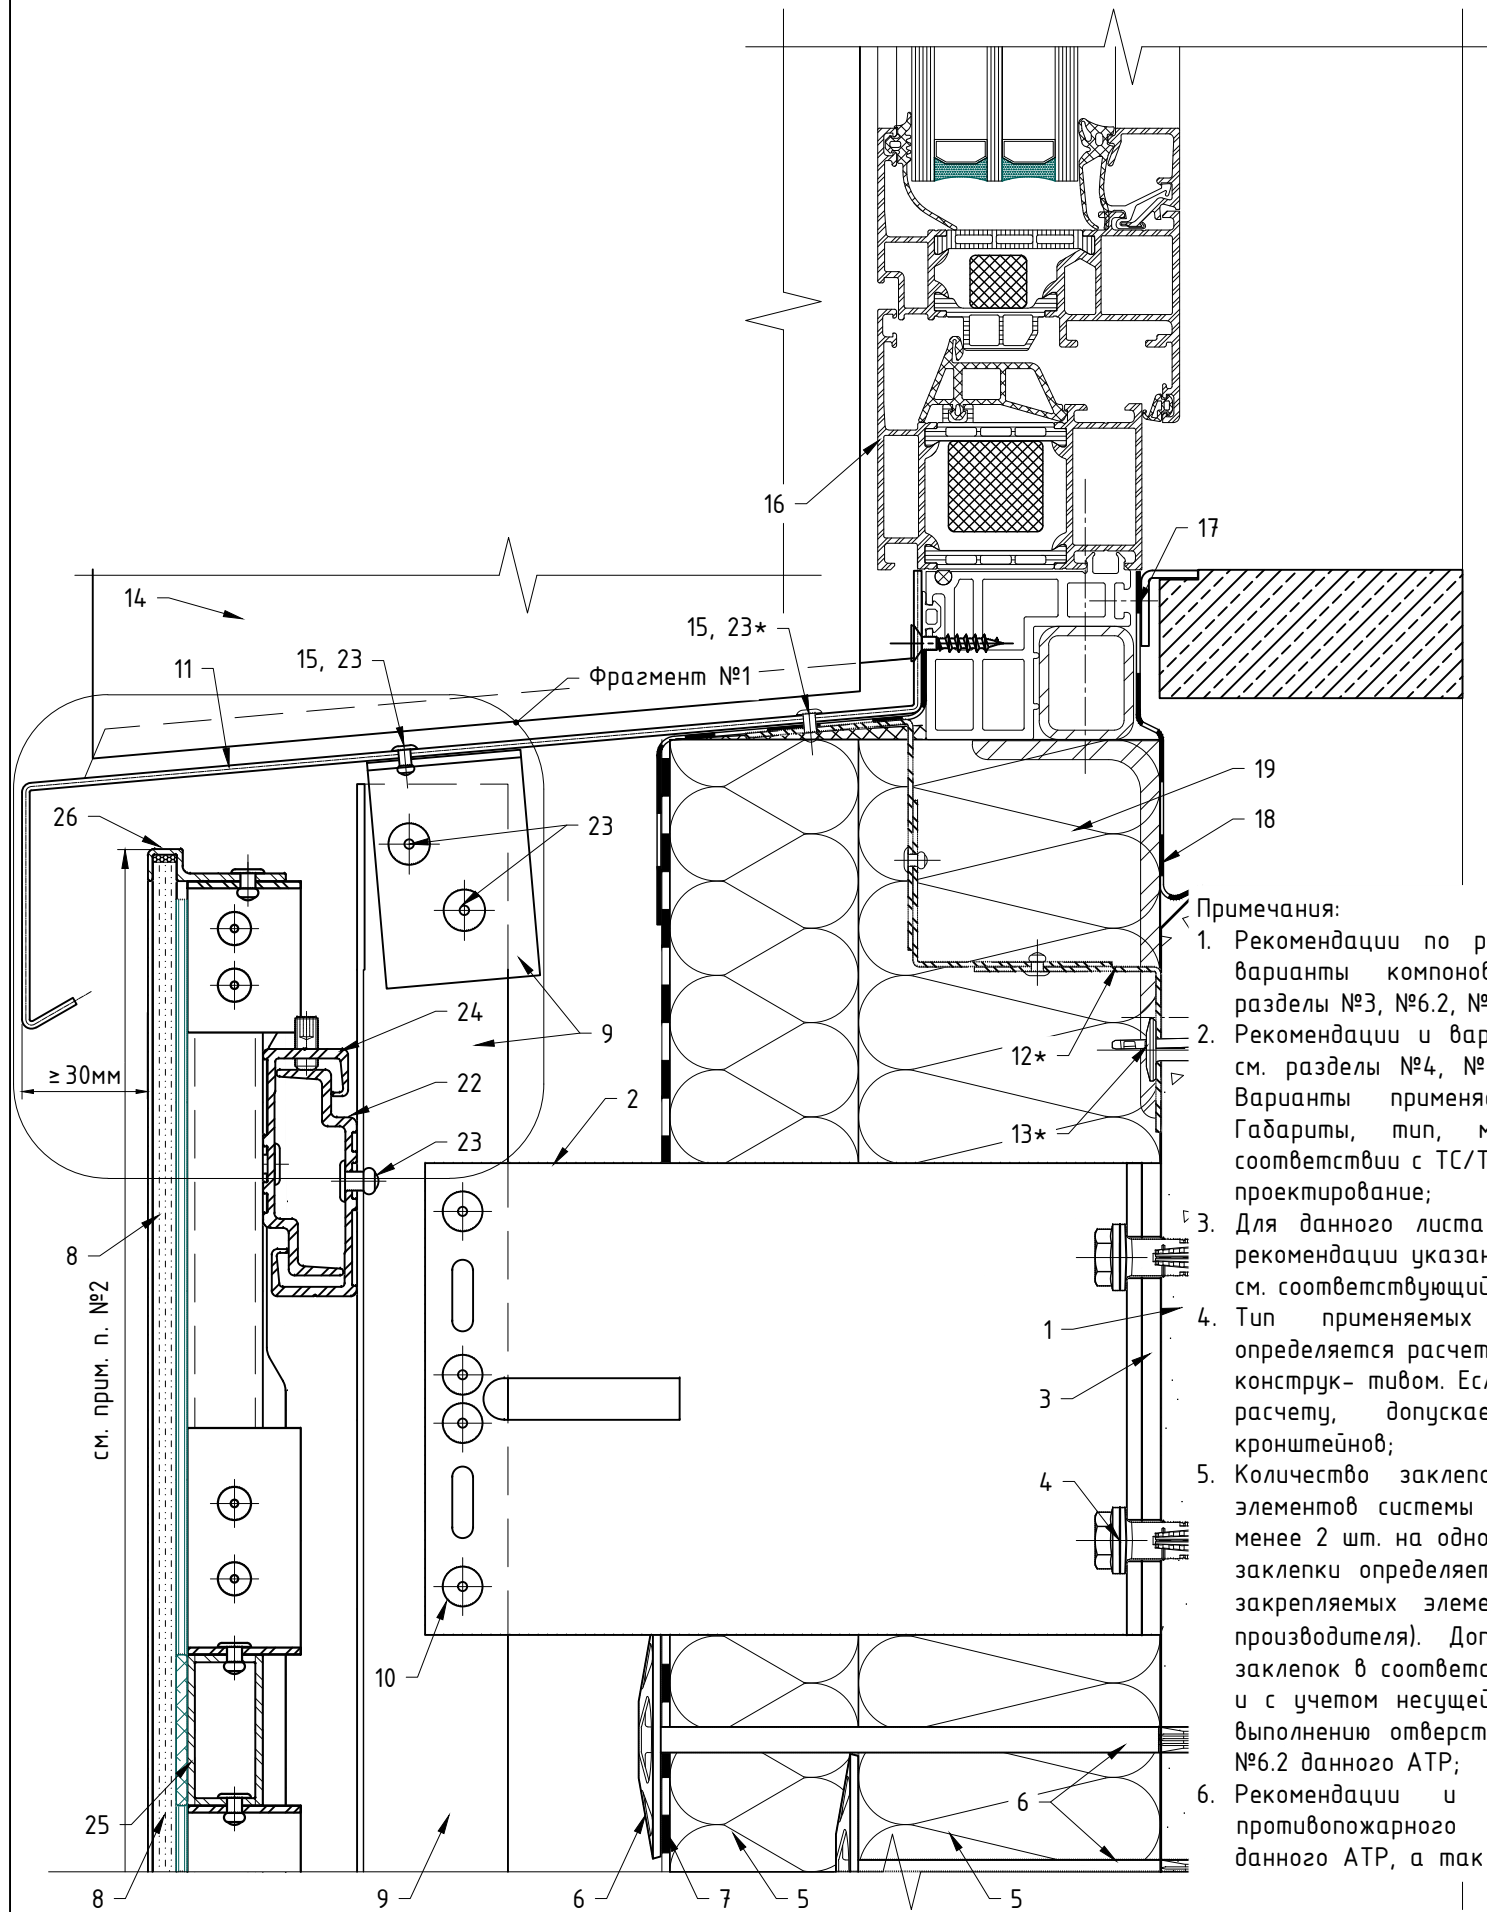 16
17
14
15, 23*
15, 23
11
Фрагмент №1
19
26
18
23
24
9
≥ 30мм
22
12*
2
13*
23
8
см. прим. п. №2
1
3
4
10
25
6
8
9
6
7
5
5
Примечания:
1. Рекомендации по р
варианты компонов
разделы №3, №6.2, №
2. Рекомендации и вар
см. разделы №4, №
Варианты применя
Габариты, тип, м
соответствии с ТС/Т
проектирование;
3. Для данного листа
рекомендации указан
см. соответствующий
4. Тип применяемых
определяется расчет
конструк- тивом. Есл
расчету, допускае
кронштейнов;
5. Количество заклепо
элементов системы
менее 2 шт. на одно
заклепки определяет
закрепляемых элеме
производителя). Доп
заклепок в соответс
и с учетом несущей
выполнению отверст
№6.2 данного АТР;
6. Рекомендации и
противопожарного
данного АТР, а так